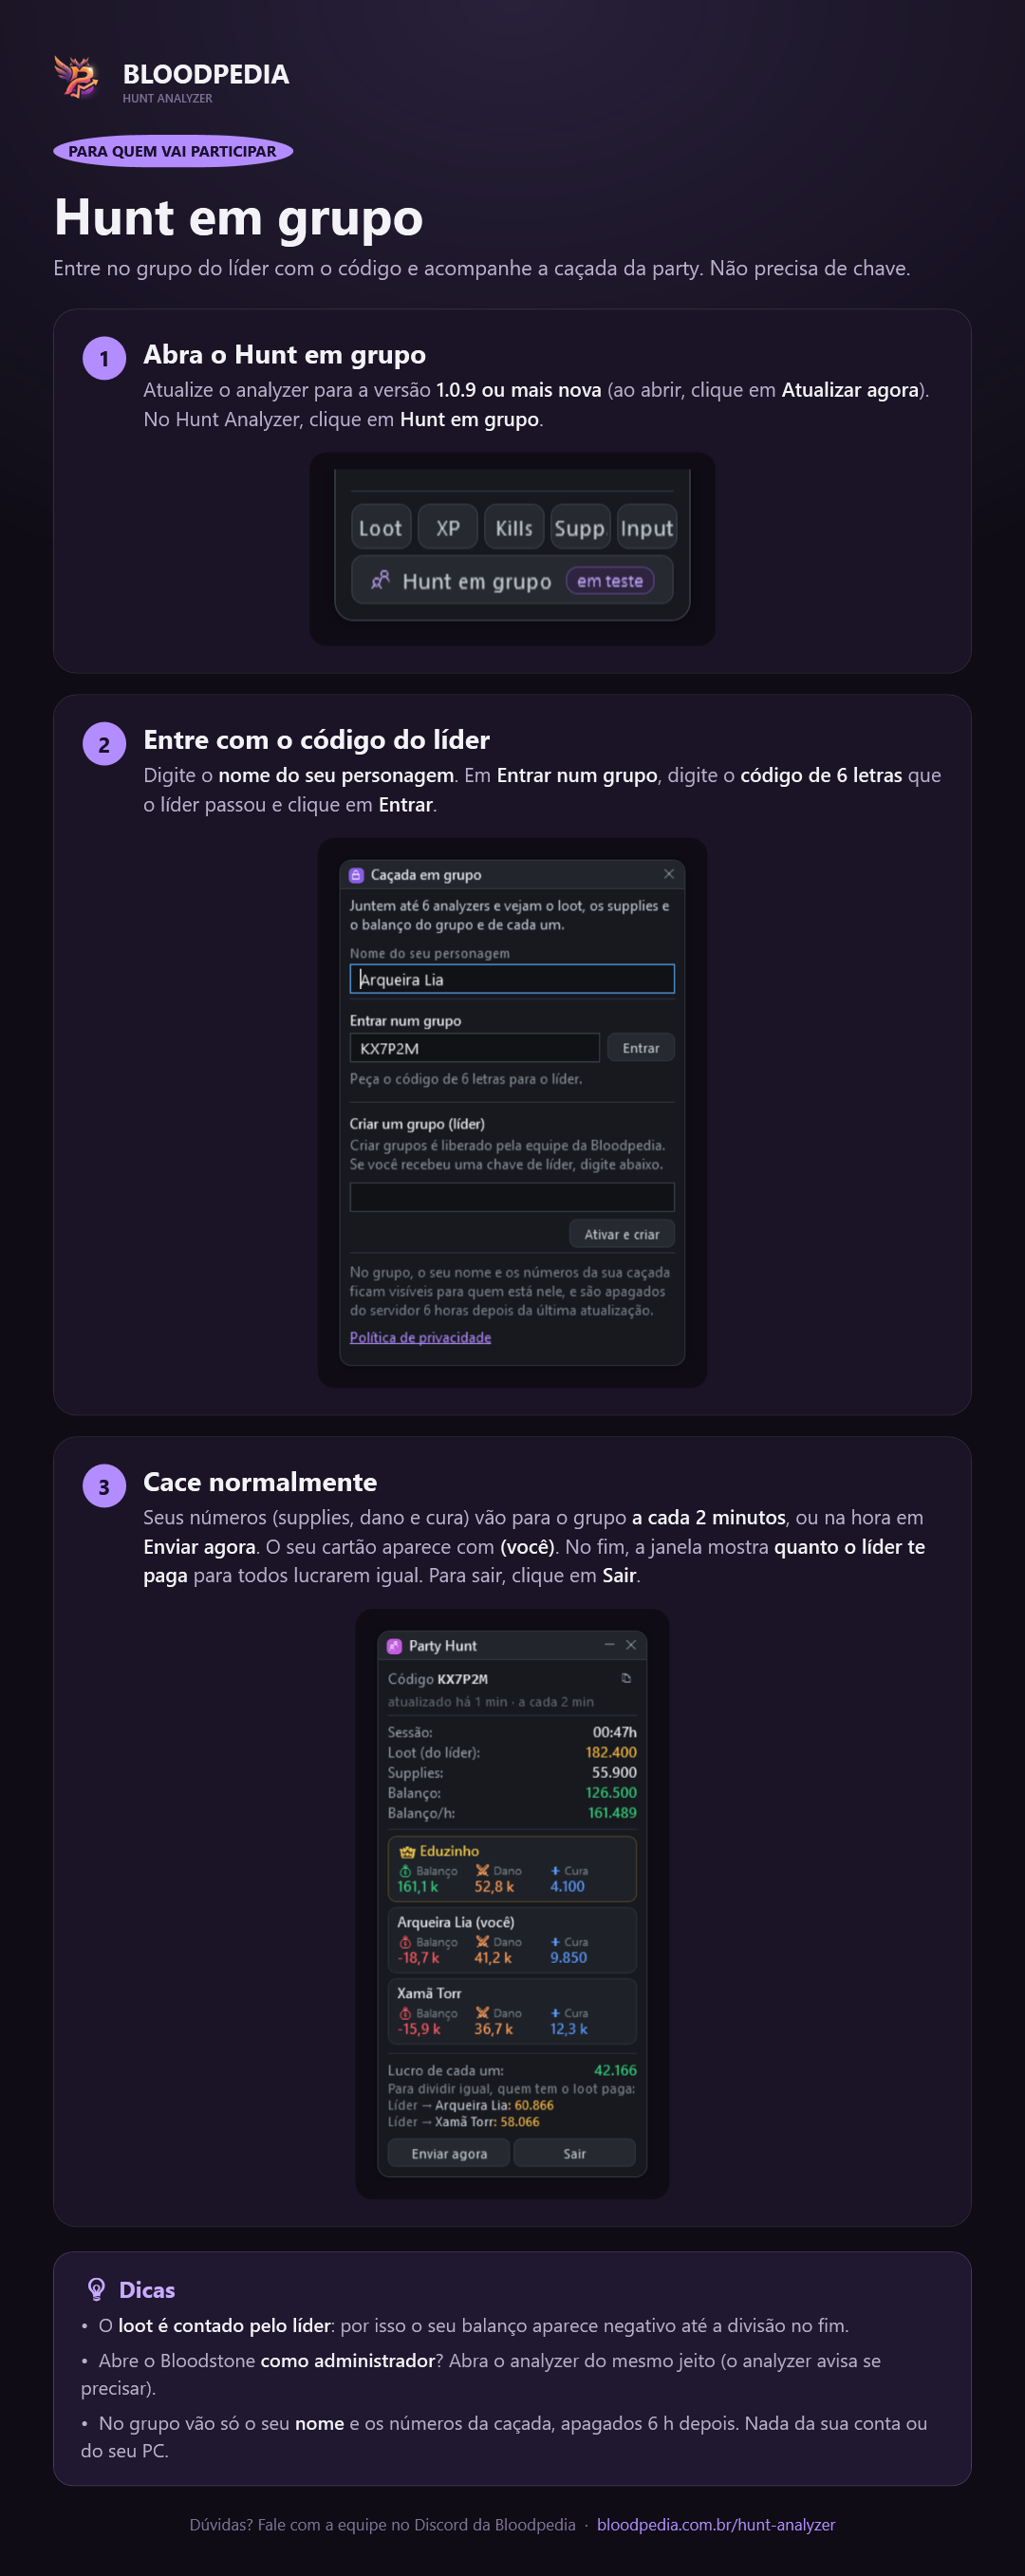 BLOODPEDIA
HUNT ANALYZER
PARA QUEM VAI PARTICIPAR
Hunt em grupo
Entre no grupo do líder com o código e acompanhe a caçada da party. Não precisa de chave.
1
Abra o Hunt em grupo
Atualize o analyzer para a versão 1.0.9 ou mais nova (ao abrir, clique em Atualizar agora).
No Hunt Analyzer, clique em Hunt em grupo.
Loot XP Kills Supp. Input
Hunt em grupo em teste
2
Entre com o código do líder
Digite o nome do seu personagem. Em Entrar num grupo, digite o código de 6 letras que
o líder passou e clique em Entrar.
Caçada em grupo
Juntem até 6 analyzers e vejam o loot, os supplies e
o balanço do grupo e de cada um.
Nome do seu personagem
Arqueira Lia
Entrar num grupo
KX7P2M Entrar
Peça o código de 6 letras para o líder.
Criar um grupo (líder)
Criar grupos é liberado pela equipe da Bloodpedia.
Se você recebeu uma chave de líder, digite abaixo.
Ativar e criar
No grupo, o seu nome e os números da sua caçada
ficam visíveis para quem está nele, e são apagados
do servidor 6 horas depois da última atualização.
Política de privacidade
3
Cace normalmente
Seus números (supplies, dano e cura) vão para o grupo a cada 2 minutos, ou na hora em
Enviar agora. O seu cartão aparece com (você). No fim, a janela mostra quanto o líder te
paga para todos lucrarem igual. Para sair, clique em Sair.
Party Hunt
Código KX7P2M
atualizado há 1 min · a cada 2 min
Sessão: 00:47h
Loot (do líder): 182.400
Supplies: 55.900
Balanço: 126.500
Balanço/h: 161.489
Eduzinho
Balanço Dano Cura
161,1 k 52,8 k 4.100
Arqueira Lia (você)
Balanço Dano Cura
-18,7 k 41,2 k 9.850
Xamã Torr
Balanço Dano Cura
-15,9 k 36,7 k 12,3 k
Lucro de cada um: 42.166
Para dividir igual, quem tem o loot paga:
Líder → Arqueira Lia: 60.866
Líder → Xamã Torr: 58.066
Enviar agora Sair
Dicas
• O loot é contado pelo líder: por isso o seu balanço aparece negativo até a divisão no fim.
• Abre o Bloodstone como administrador? Abra o analyzer do mesmo jeito (o analyzer avisa se
precisar).
• No grupo vão só o seu nome e os números da caçada, apagados 6 h depois. Nada da sua conta ou
do seu PC.
Dúvidas? Fale com a equipe no Discord da Bloodpedia · bloodpedia.com.br/hunt-analyzer